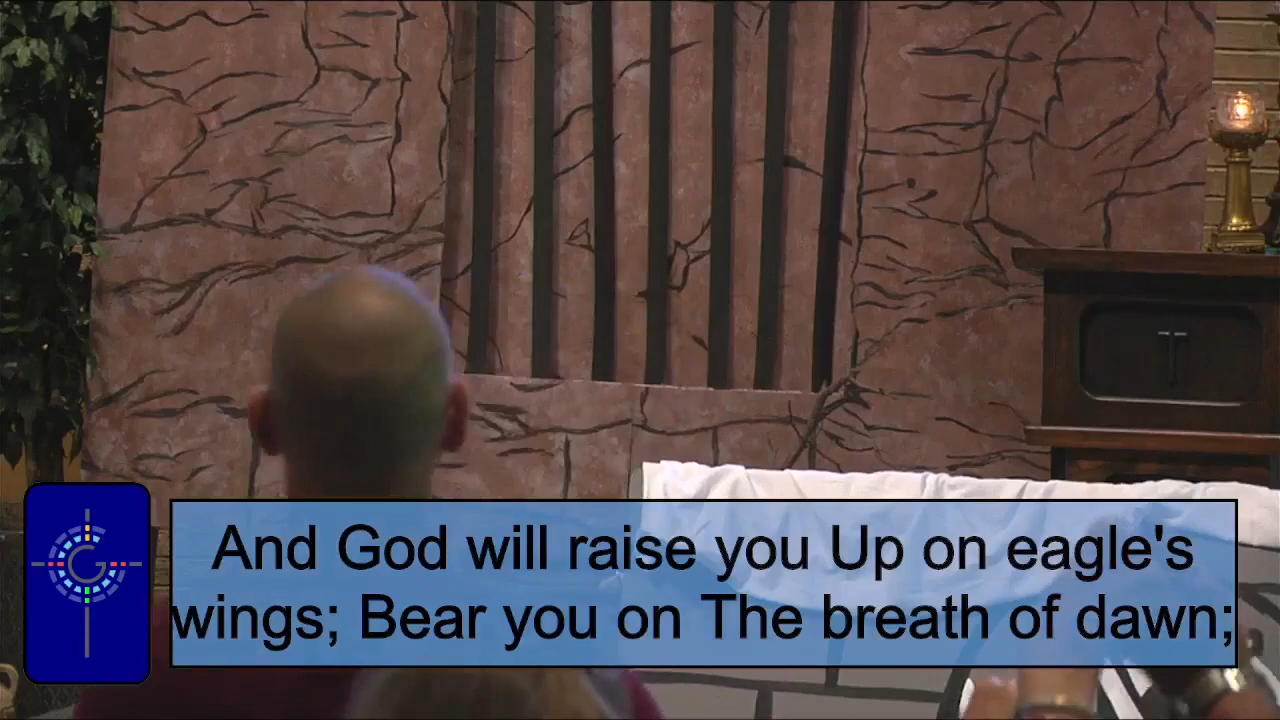 And God will raise you Up on eagle's
wings; Bear you on The breath of dawn;